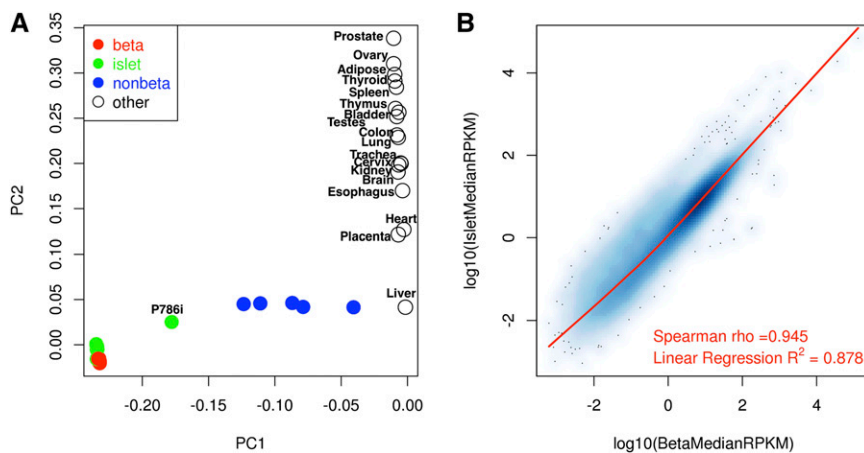 A
B
beta
islet
nonbeta
other
Prostate
Ovary
Adipose
Thyroid
Spleen
Thymus
Bladder
Testes
Colon
Lung
Trachea
Cervix
Kidney
Brain
Esophagus
Heart
Placenta
Liver
P786i
0.35
0.30
0.25
0.20
0.15
0.10
0.05
0.00
PC2
-0.20
-0.15
-0.10
-0.05
0.00
PC1
4
2
0
-2
log10(IsletMedianRPKM)
Spearman rho =0.945
Linear Regression R² = 0.878
-2
0
2
4
log10(BetaMedianRPKM)